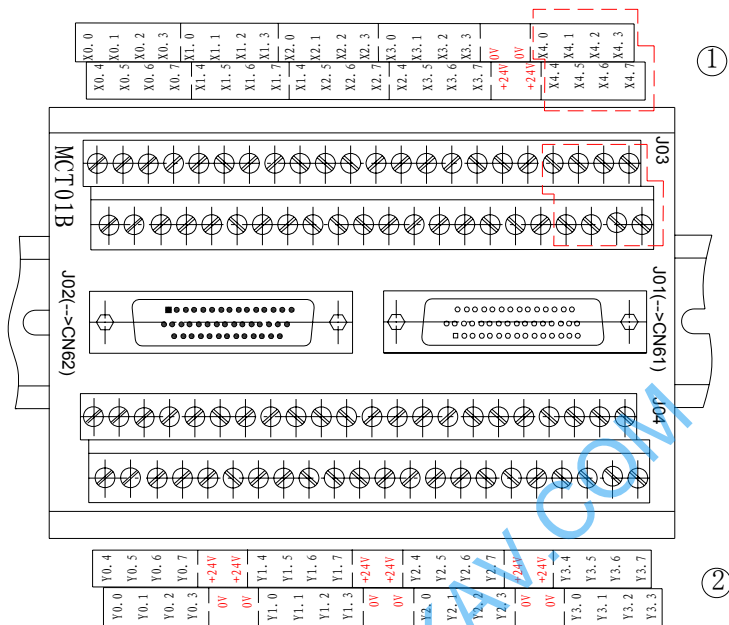 X0.0 X0.1 X0.2 X0.3 X1.0 X1.1 X1.2 X1.3 X2.0 X2.1 X2.2 X2.3 X3.0 X3.1 X3.2 X3.3 0V 0V X4.0 X4.1 X4.2 X4.3
X0.4 X0.5 X0.6 X0.7 X1.4 X1.5 X1.6 X1.7 X1.4 X2.5 X2.6 X2.7 X2.4 X3.5 X3.6 X3.7 +24V +24V X4.4 X4.5 X4.6 X4.7
①
MCT01B
J03
J02(--->CN62)
J01(--->CN61)
J04
Y0.4 Y0.5 Y0.6 Y0.7 +24V +24V Y1.4 Y1.5 Y1.6 Y1.7 +24V +24V Y2.4 Y2.5 Y2.6 Y2.7 +24V +24V Y3.4 Y3.5 Y3.6 Y3.7
②
Y0.0 Y0.1 Y0.2 Y0.3 0V 0V Y1.0 Y1.1 Y1.2 Y1.3 0V 0V Y2.0 Y2.1 Y2.2 Y2.3 0V 0V Y3.0 Y3.1 Y3.2 Y3.3